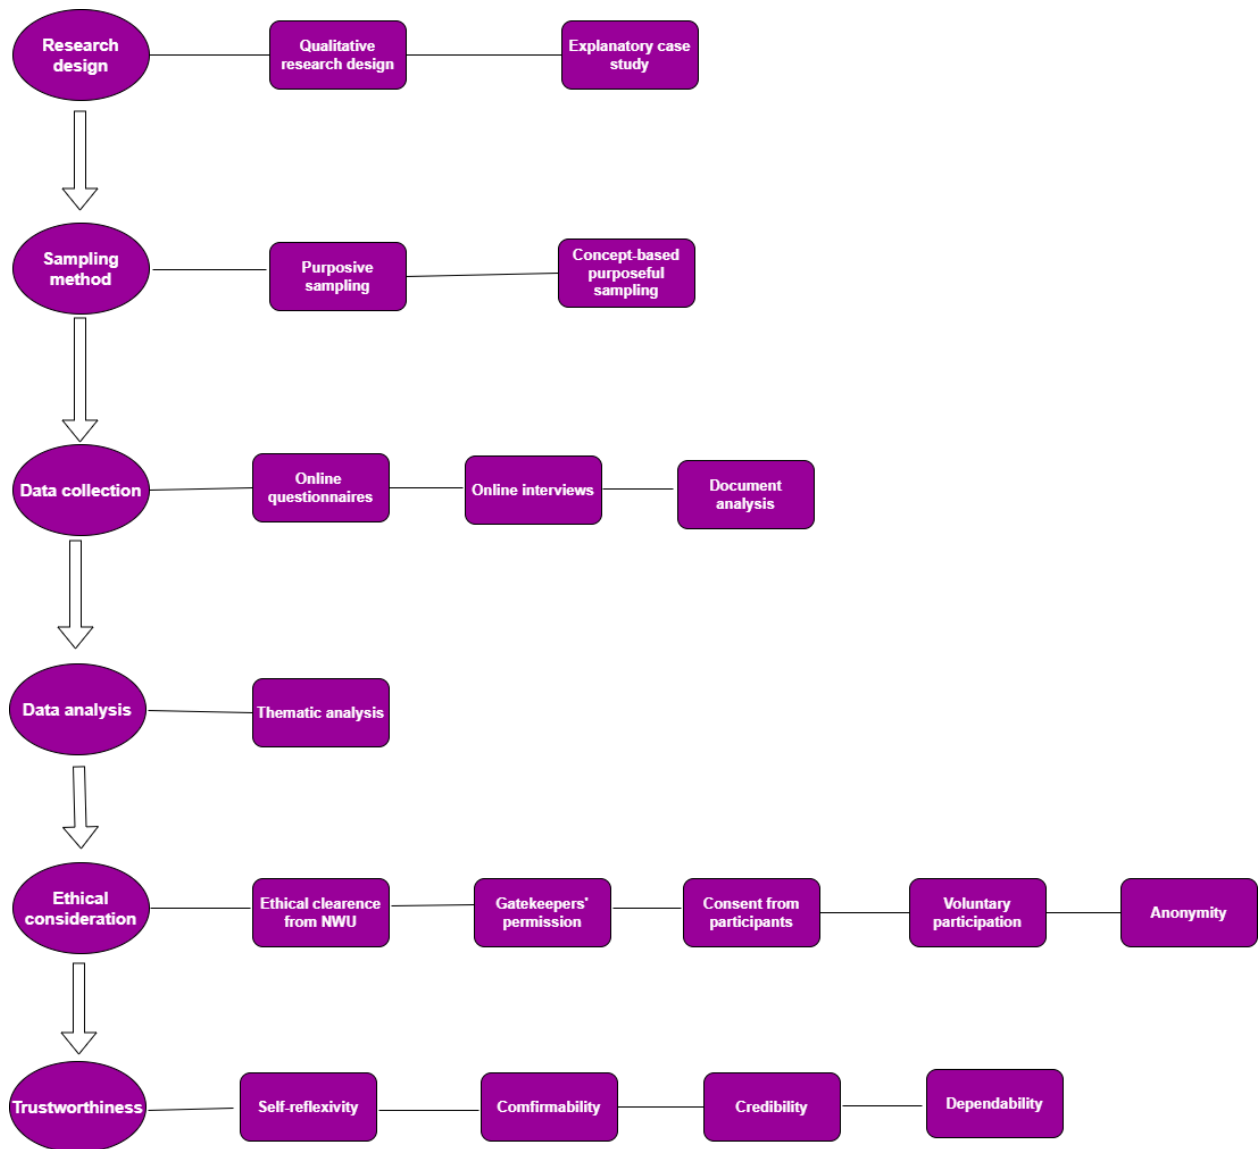 Research
design
Qualitative
research design
Explanatory case
study
Sampling
method
Purposive
sampling
Concept-based
purposeful
sampling
Data collection
Online
questionnaires
Online interviews
Document
analysis
Data analysis
Thematic analysis
Ethical
consideration
Ethical clearence
from NWU
Gatekeepers'
permission
Consent from
participants
Voluntary
participation
Anonymity
Trustworthiness
Self-reflexivity
Comfirmability
Credibility
Dependability